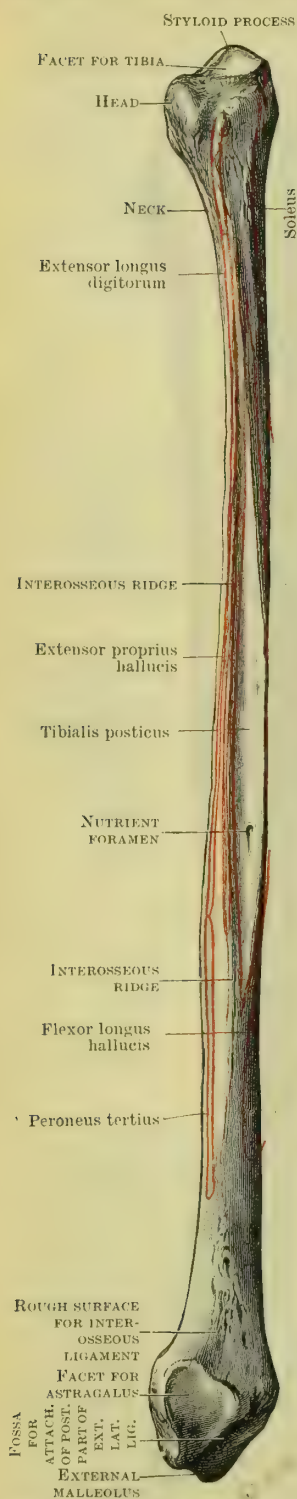 STYLOID PROCESS
FACET FOR TIBIA
HEAD
NECK
Soleus
Extensor longus
digitorum
INTEROSSEOUS RIDGE
Extensor proprius
hallucis
Tibialis posticus
NUTRIENT
FORAMEN
INTEROSSEOUS
RIDGE
Flexor longus
hallucis
Peroneus tertius
ROUGH SURFACE
FOR INTER-
OSSEOUS
LIGAMENT
FACET FOR
ASTRAGALUS
FOSSA
FOR
ATTACH.
OF POST.
PART OF
EXT.
LAT.
LIG.
EXTERNAL
MALLEOLUS